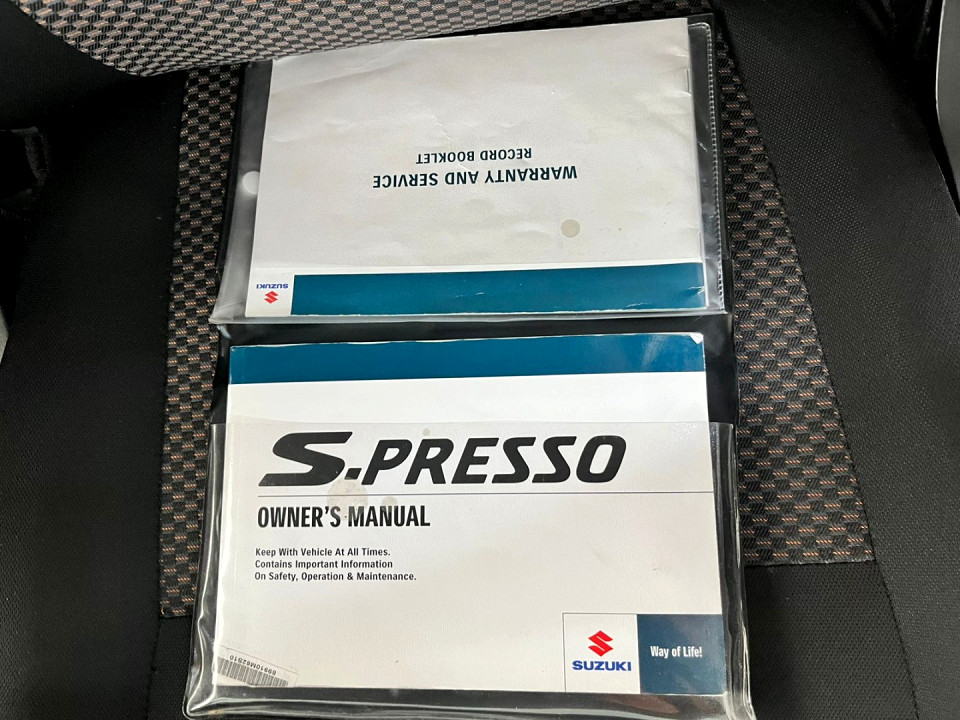 WARRANTY AND SERVICE
RECORD BOOKLET
SUZUKI
S-PRESSO
OWNER'S MANUAL
Keep With Vehicle At All Times.
Contains Important Information
On Safety, Operation & Maintenance.
SUZUKI
Way of Life!